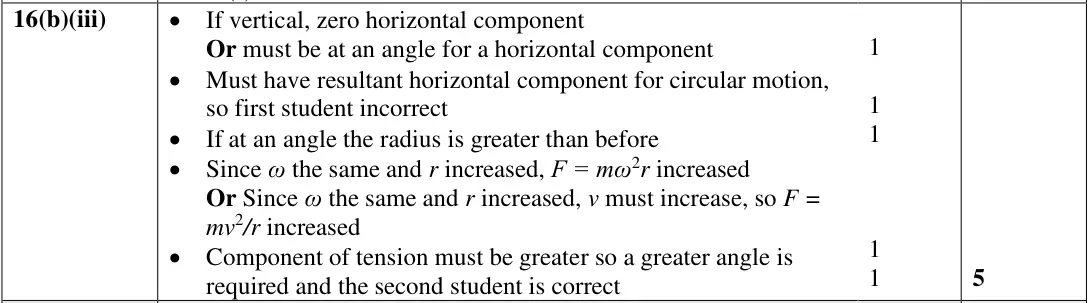 16(b)(iii)
• If vertical, zero horizontal component
Or must be at an angle for a horizontal component 1
• Must have resultant horizontal component for circular motion,
so first student incorrect 1
• If at an angle the radius is greater than before 1
• Since ω the same and r increased, F = mω²r increased
Or Since ω the same and r increased, v must increase, so F =
mv²/r increased
1
• Component of tension must be greater so a greater angle is
required and the second student is correct 1 5